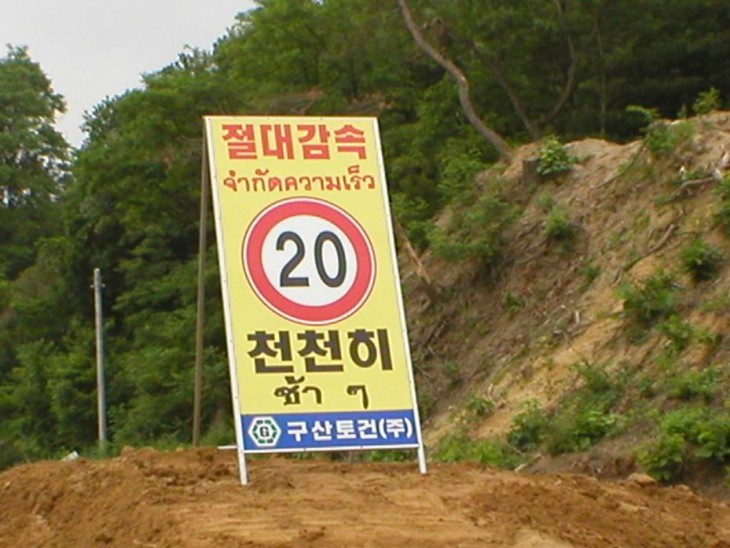 절대감속
จำกัดความเร็ว
20
천천히
ช้า ๆ
G 구산토건(주)